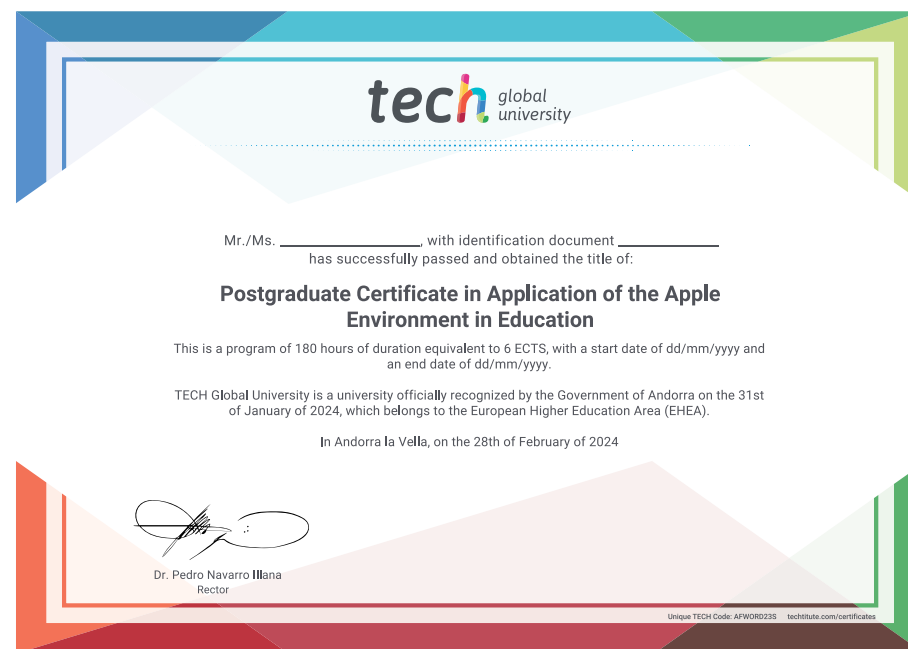 tech global university
Mr./Ms. ____________________, with identification document ______________
has successfully passed and obtained the title of:
Postgraduate Certificate in Application of the Apple
Environment in Education
This is a program of 180 hours of duration equivalent to 6 ECTS, with a start date of dd/mm/yyyy and
an end date of dd/mm/yyyy.
TECH Global University is a university officially recognized by the Government of Andorra on the 31st
of January of 2024, which belongs to the European Higher Education Area (EHEA).
In Andorra la Vella, on the 28th of February of 2024
Dr. Pedro Navarro Illana
Rector
Unique TECH Code: AFWORD23S techtitute.com/certificates